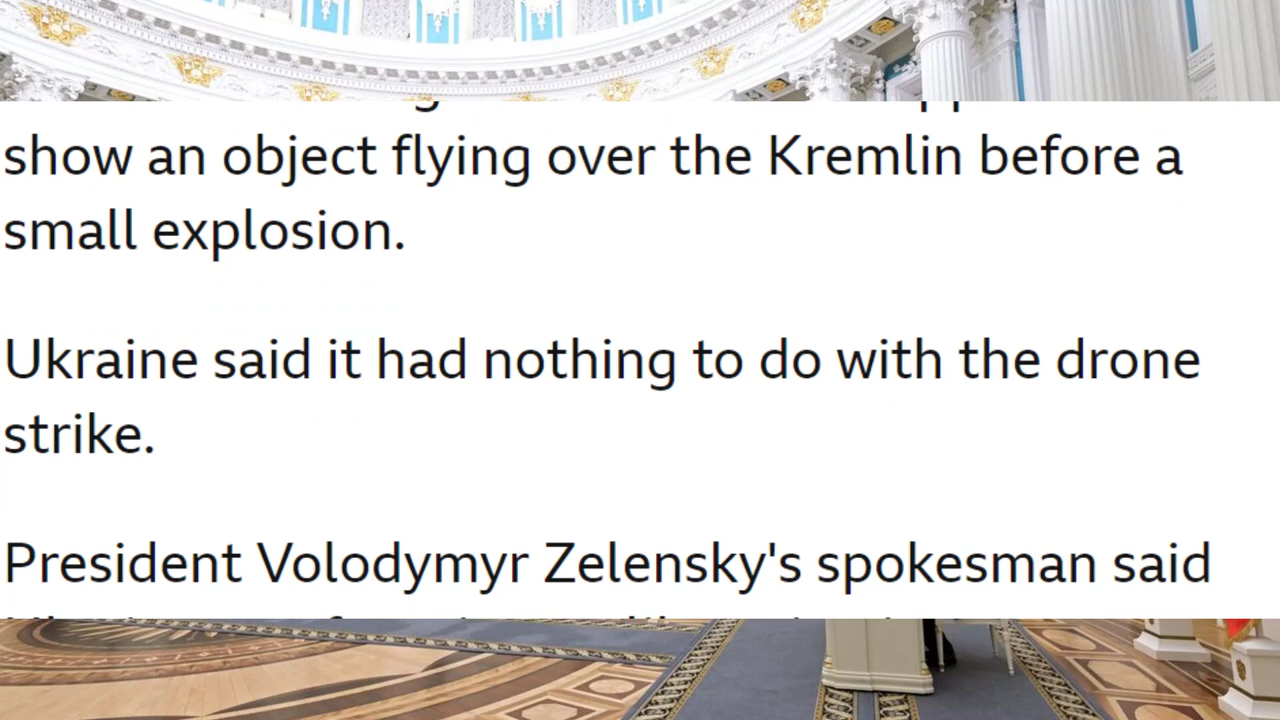 show an object flying over the Kremlin before a
small explosion.
Ukraine said it had nothing to do with the drone
strike.
President Volodymyr Zelensky's spokesman said